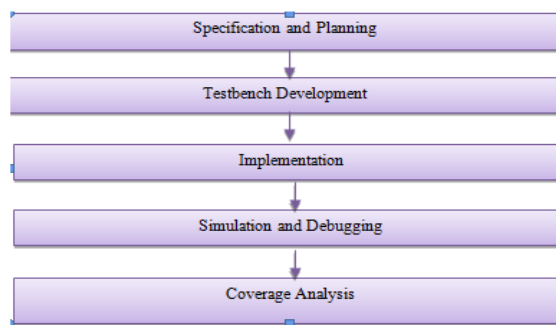 Specification and Planning
Testbench Development
Implementation
Simulation and Debugging
Coverage Analysis